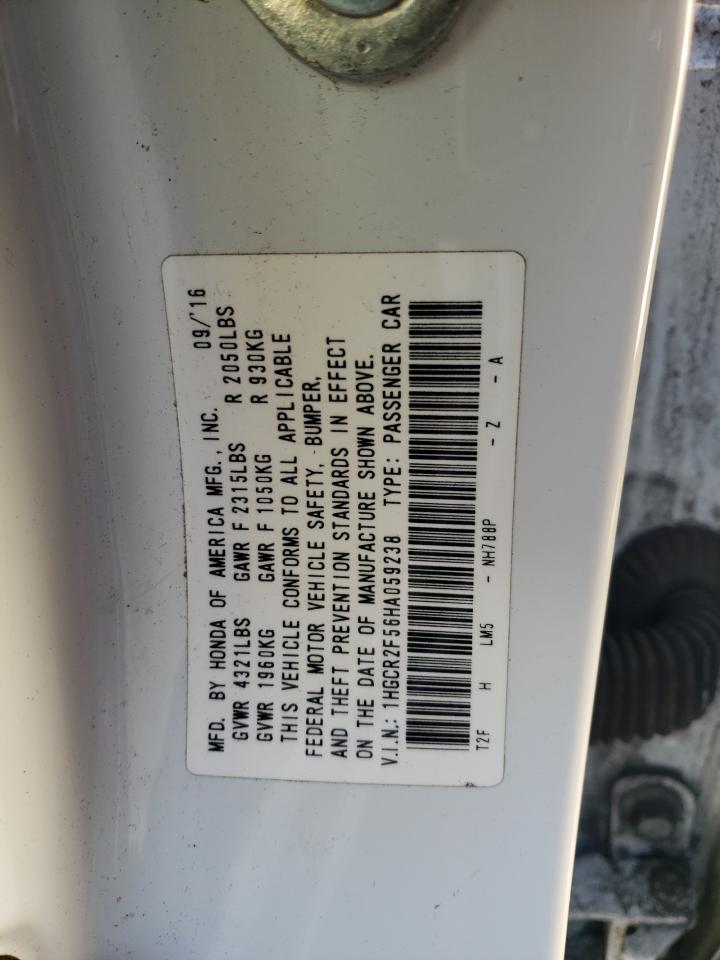 MFD. BY HONDA OF AMERICA MFG., INC. 09/'16
GVWR 4321LBS GAWR F 2315LBS R 2050LBS
GVWR 1960KG GAWR F 1050KG R 930KG
THIS VEHICLE CONFORMS TO ALL APPLICABLE
FEDERAL MOTOR VEHICLE SAFETY, BUMPER,
AND THEFT PREVENTION STANDARDS IN EFFECT
ON THE DATE OF MANUFACTURE SHOWN ABOVE.
V.I.N.: 1HGCR2F56HA059238 TYPE: PASSENGER CAR
T2F H LM5 - NH788P - Z - A